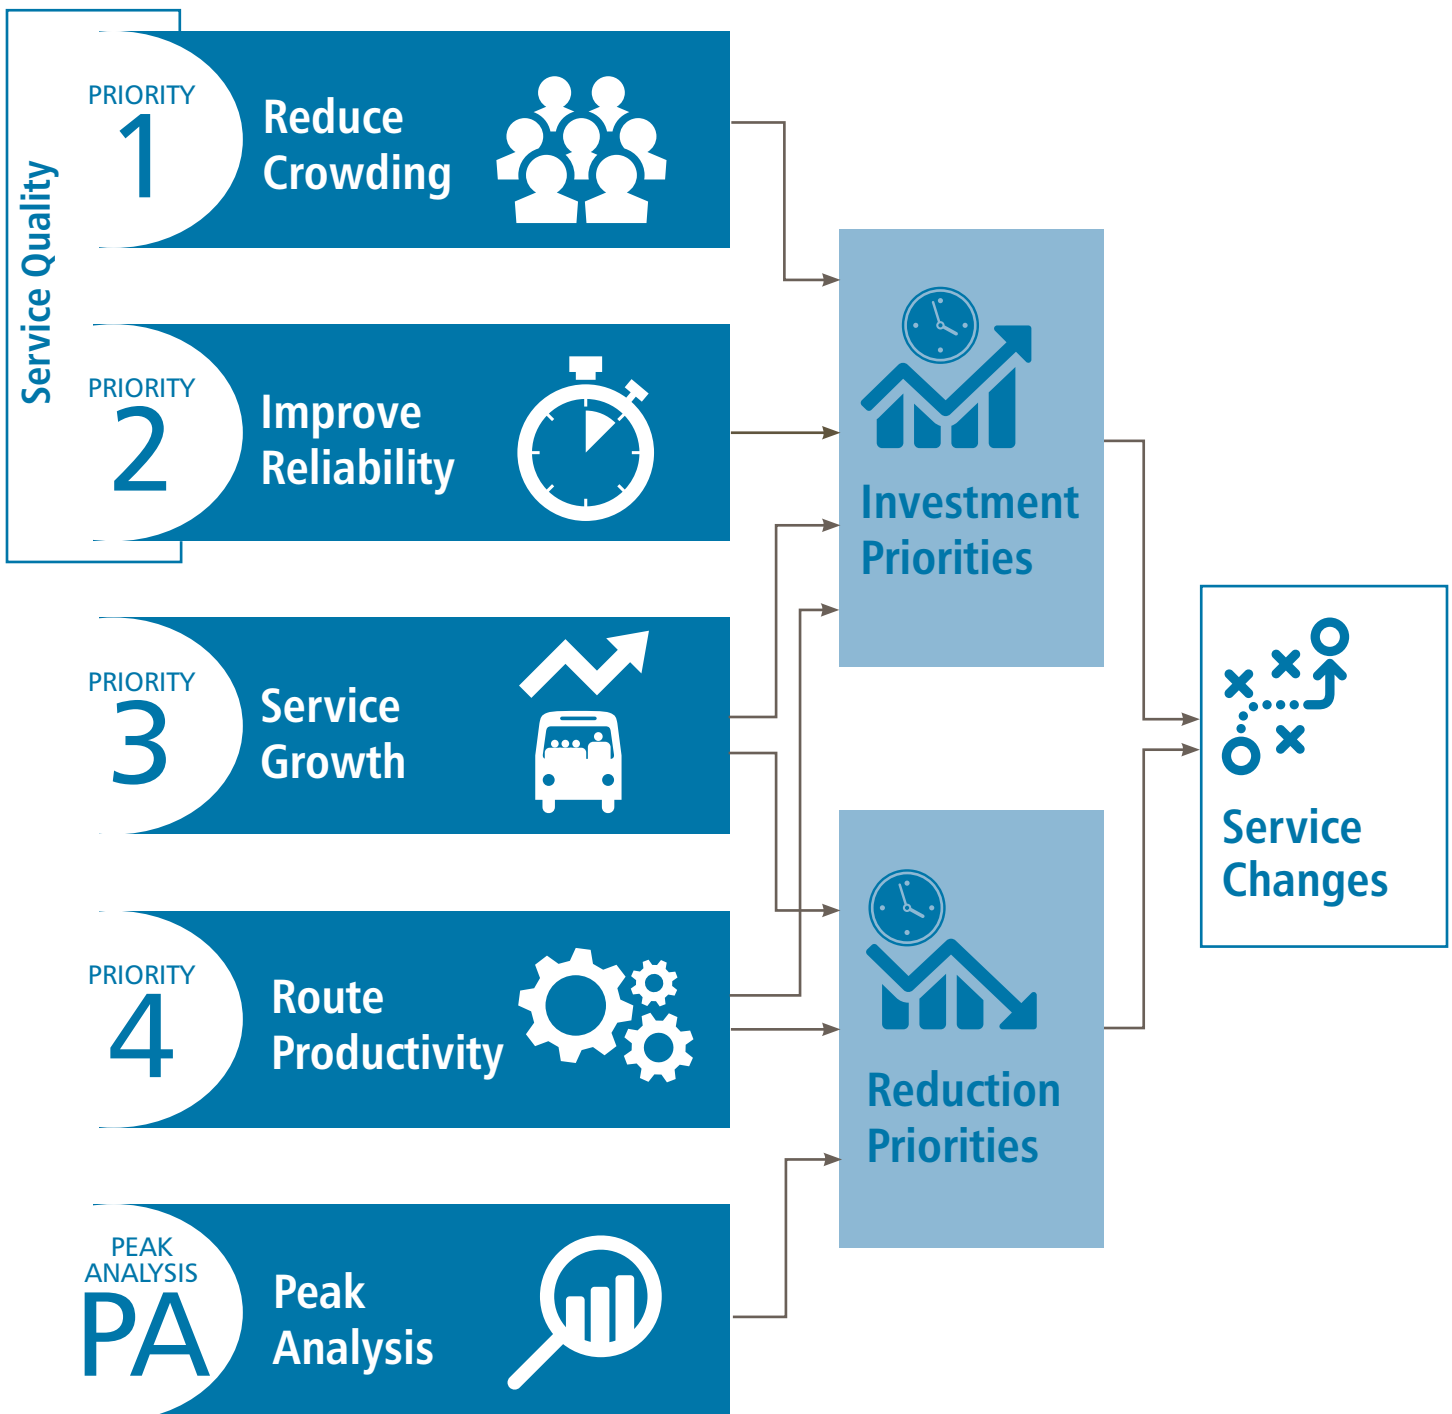 Service Quality
PRIORITY
1
Reduce
Crowding
PRIORITY
2
Improve
Reliability
PRIORITY
3
Service
Growth
PRIORITY
4
Route
Productivity
PEAK
ANALYSIS
PA
Peak
Analysis
Investment
Priorities
Reduction
Priorities
Service
Changes